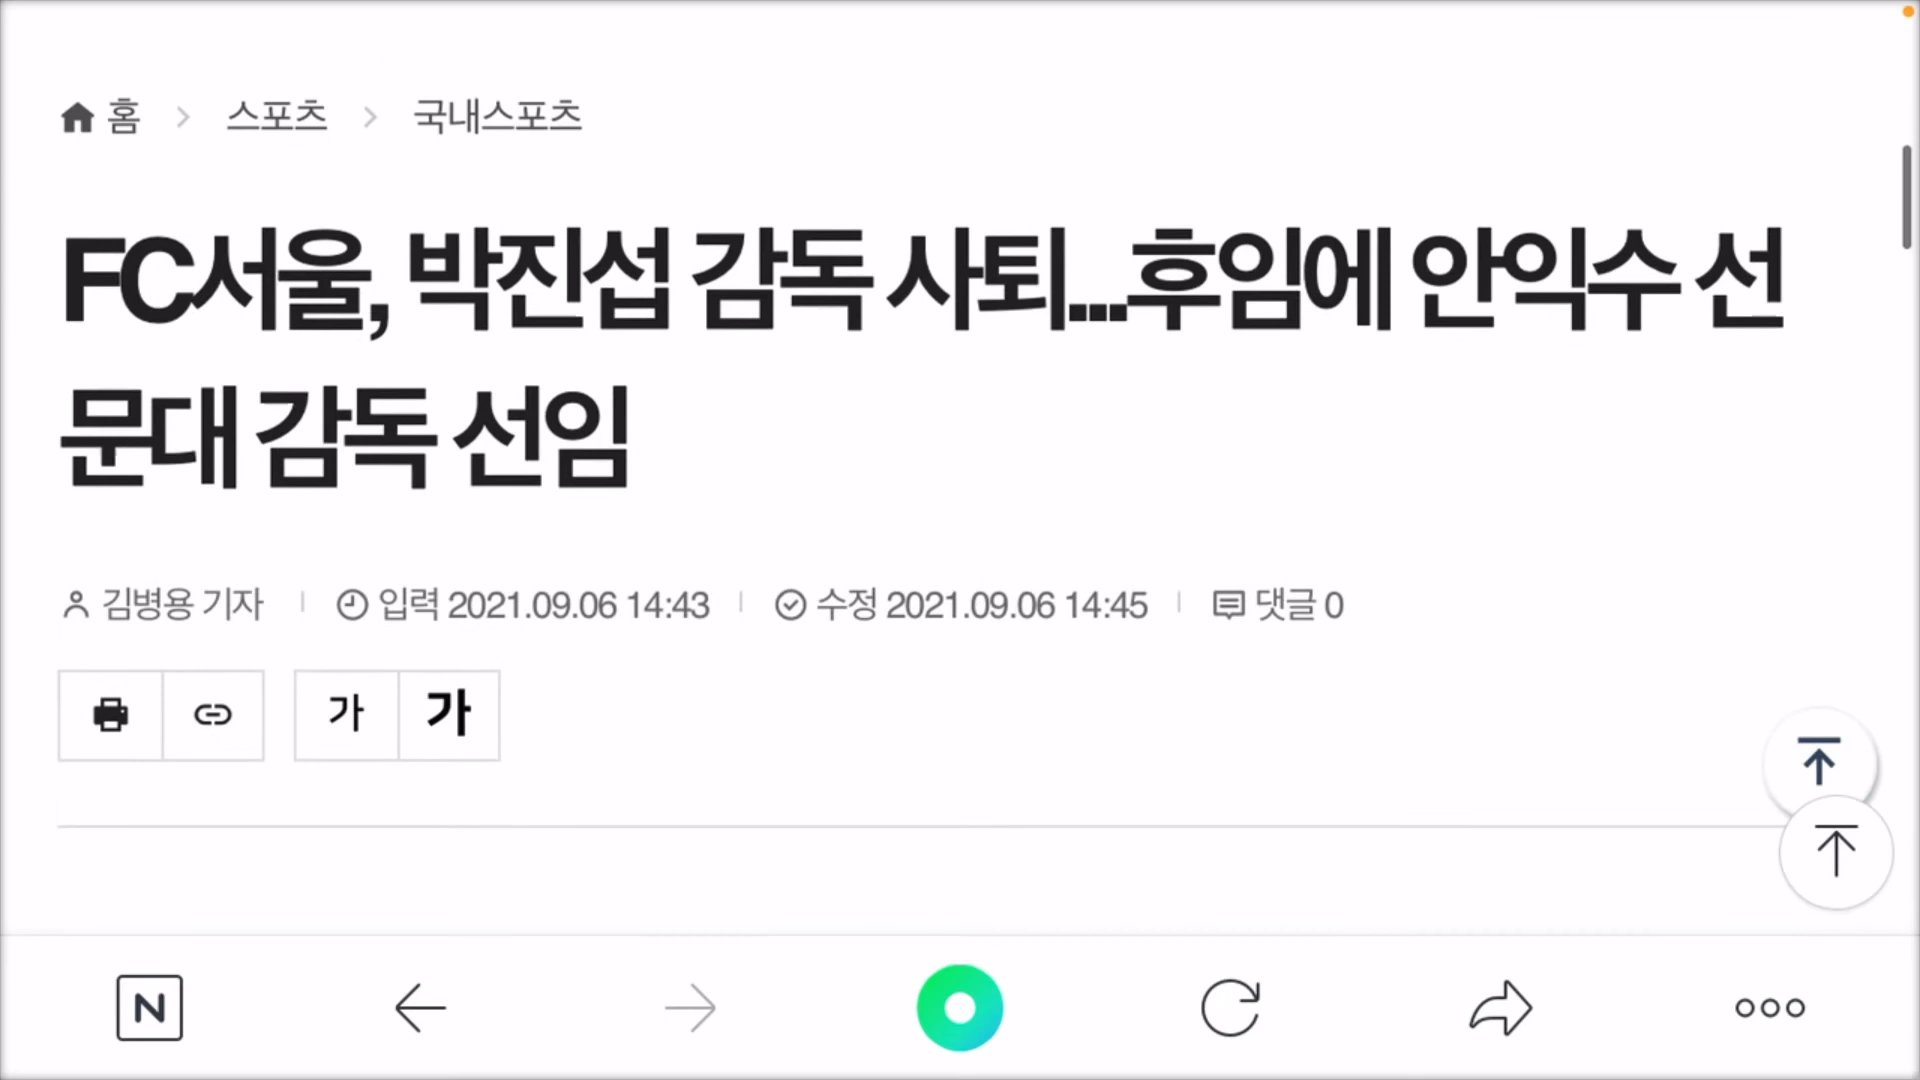 홈 스포츠 국내스포츠
FC서울, 박진섭 감독 사퇴...후임에 안익수 선
문대 감독 선임
김병용 기자 입력 2021.09.06 14:43 수정 2021.09.06 14:45 댓글 0
가 가
N